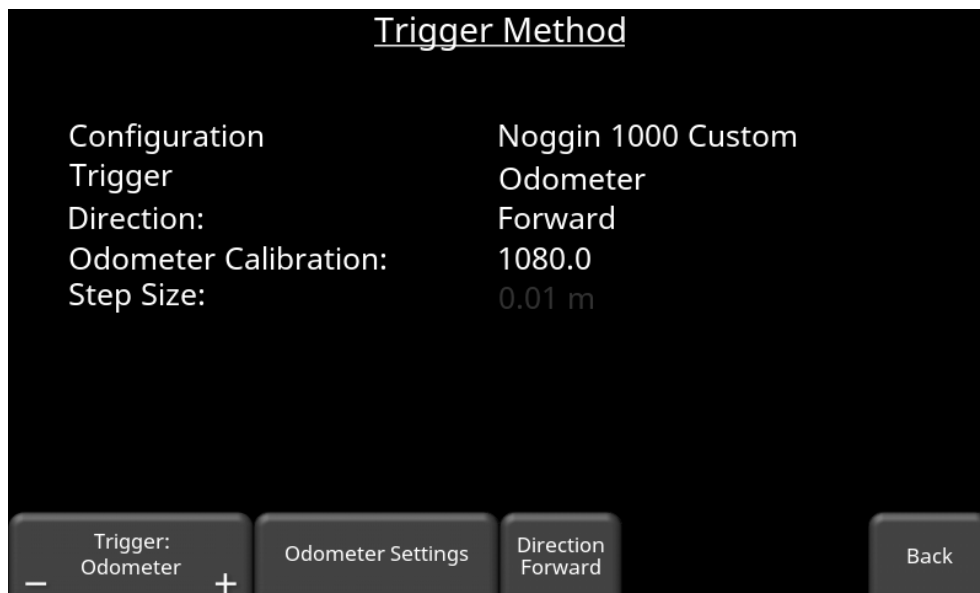 Trigger Method
Configuration Noggin 1000 Custom
Trigger Odometer
Direction: Forward
Odometer Calibration: 1080.0
Step Size: 0.01 m
Trigger:
Odometer
− +
Odometer Settings
Direction
Forward
Back